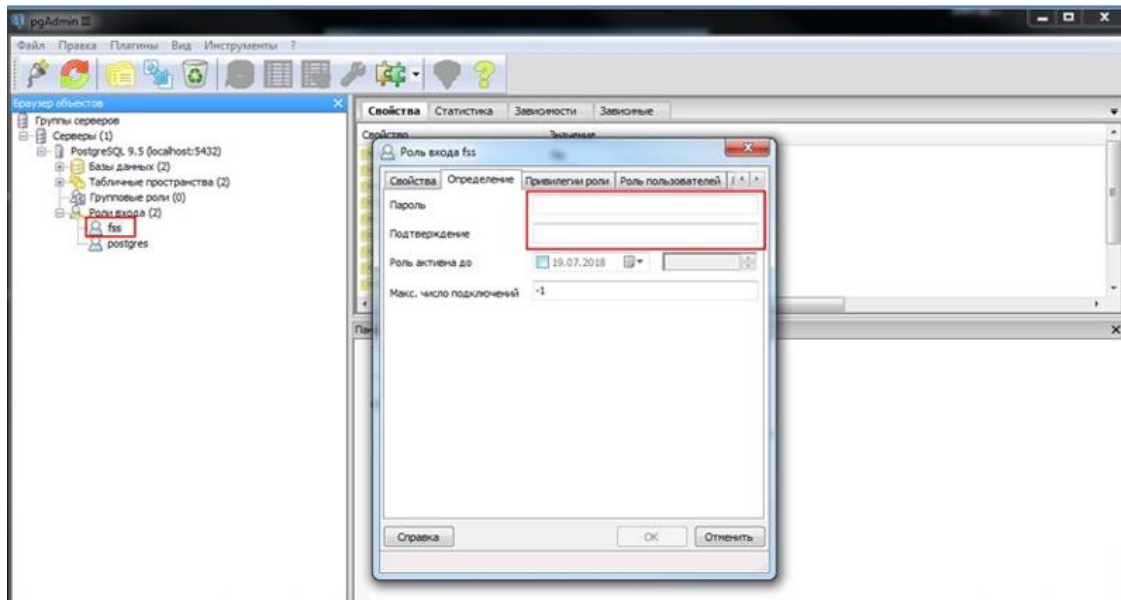 pgAdmin III
Файл Правка Плагины Вид Инструменты ?
Браузер объектов
Группы серверов
Серверы (1)
PostgreSQL 9.5 (localhost:5432)
Базы данных (2)
Табличные пространства (2)
Групповые роли (0)
Роли входа (2)
fss
postgres
Свойства Статистика Зависимости Зависимые
Свойство Значение
Роль входа fss
Свойства Определение Привилегии роли Роль пользователей
Пароль
Подтверждение
Роль активна до 19.07.2018
Макс. число подключений -1
Справка OK Отменить